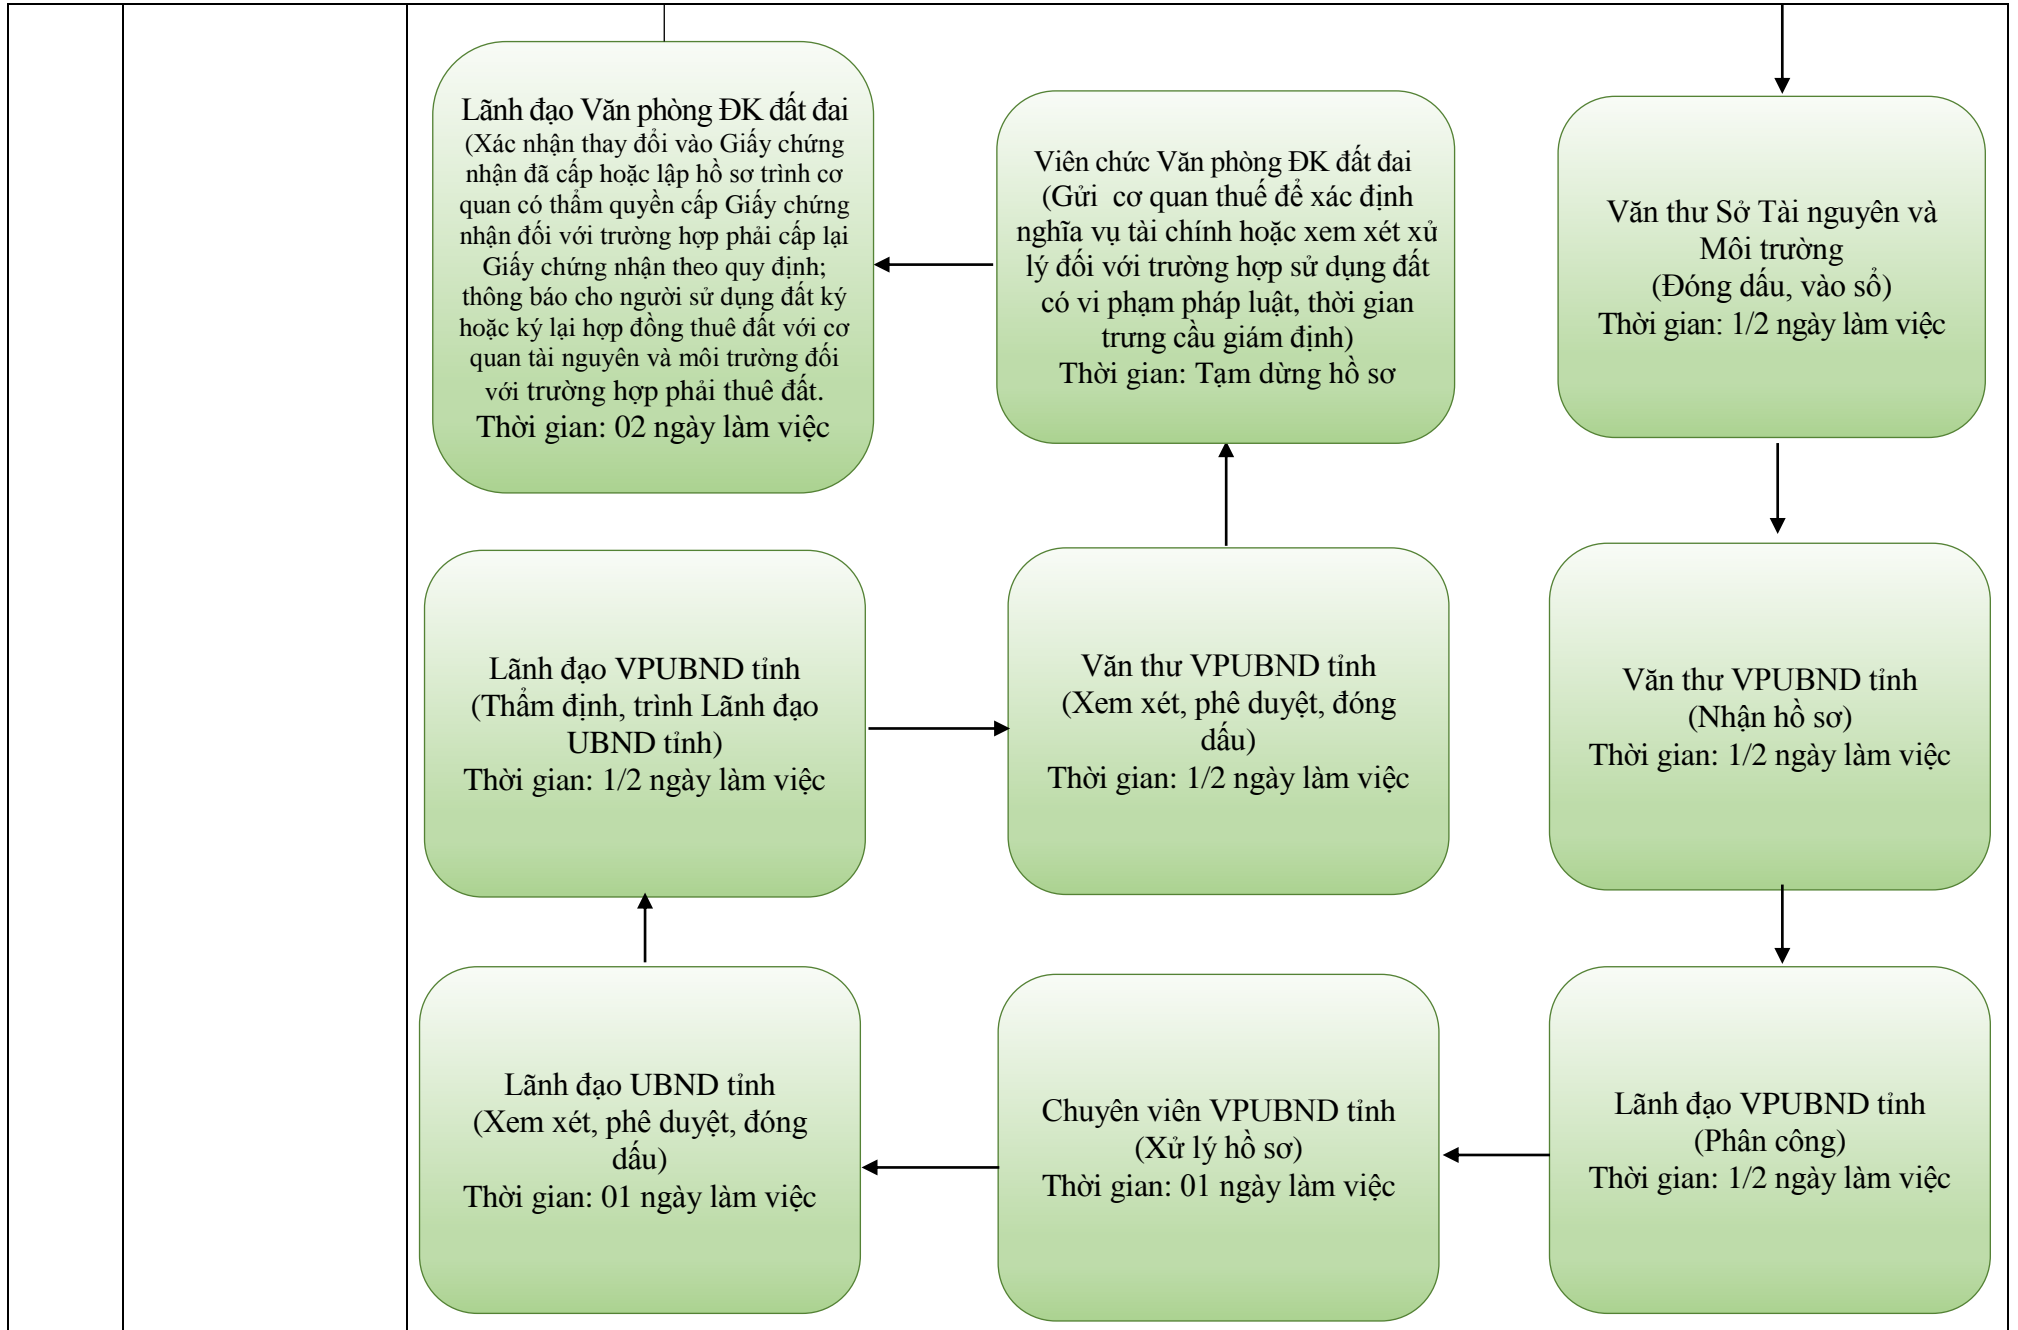 Lãnh đạo Văn phòng ĐK đất đai
(Xác nhận thay đổi vào Giấy chứng
nhận đã cấp hoặc lập hồ sơ trình cơ
quan có thẩm quyền cấp Giấy chứng
nhận đối với trường hợp phải cấp lại
Giấy chứng nhận theo quy định;
thông báo cho người sử dụng đất ký
hoặc ký lại hợp đồng thuê đất với cơ
quan tài nguyên và môi trường đối
với trường hợp phải thuê đất.
Thời gian: 02 ngày làm việc
Viên chức Văn phòng ĐK đất đai
(Gửi cơ quan thuế để xác định
nghĩa vụ tài chính hoặc xem xét xử
lý đối với trường hợp sử dụng đất
có vi phạm pháp luật, thời gian
trưng cầu giám định)
Thời gian: Tạm dừng hồ sơ
Văn thư Sở Tài nguyên và
Môi trường
(Đóng dấu, vào sổ)
Thời gian: 1/2 ngày làm việc
Lãnh đạo VPUBND tỉnh
(Thẩm định, trình Lãnh đạo
UBND tỉnh)
Thời gian: 1/2 ngày làm việc
Văn thư VPUBND tỉnh
(Xem xét, phê duyệt, đóng
dấu)
Thời gian: 1/2 ngày làm việc
Văn thư VPUBND tỉnh
(Nhận hồ sơ)
Thời gian: 1/2 ngày làm việc
Lãnh đạo UBND tỉnh
(Xem xét, phê duyệt, đóng
dấu)
Thời gian: 01 ngày làm việc
Chuyên viên VPUBND tỉnh
(Xử lý hồ sơ)
Thời gian: 01 ngày làm việc
Lãnh đạo VPUBND tỉnh
(Phân công)
Thời gian: 1/2 ngày làm việc